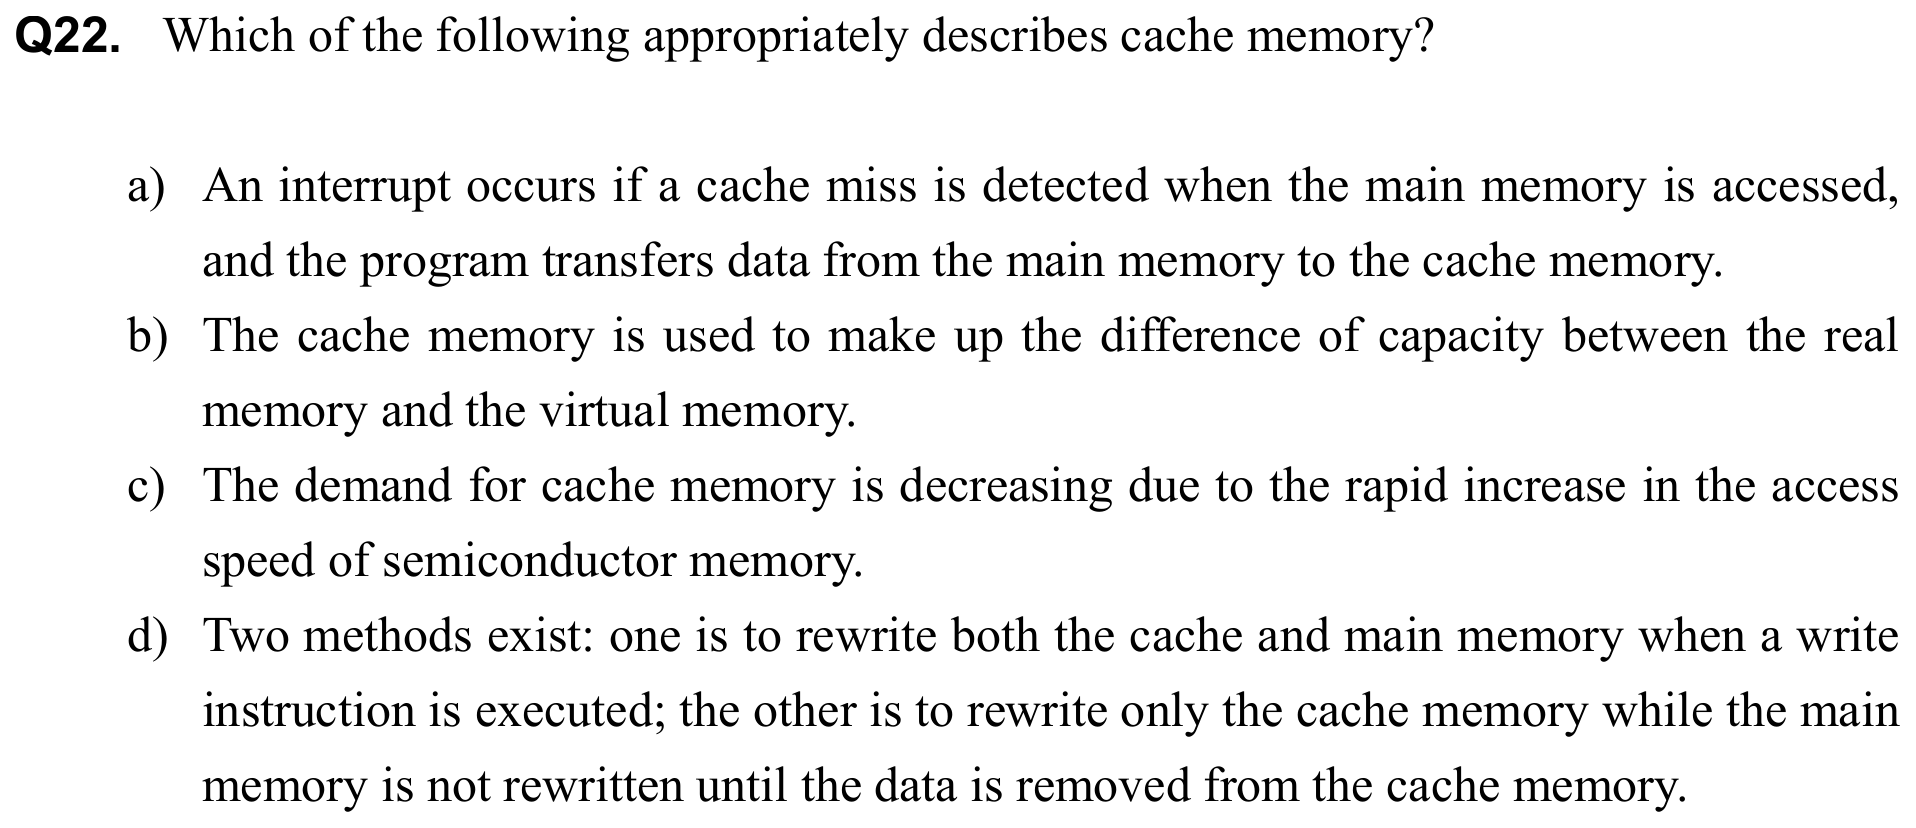 Q22. Which of the following appropriately describes cache memory?
a) An interrupt occurs if a cache miss is detected when the main memory is accessed,
and the program transfers data from the main memory to the cache memory.
b) The cache memory is used to make up the difference of capacity between the real
memory and the virtual memory.
c) The demand for cache memory is decreasing due to the rapid increase in the access
speed of semiconductor memory.
d) Two methods exist: one is to rewrite both the cache and main memory when a write
instruction is executed; the other is to rewrite only the cache memory while the main
memory is not rewritten until the data is removed from the cache memory.